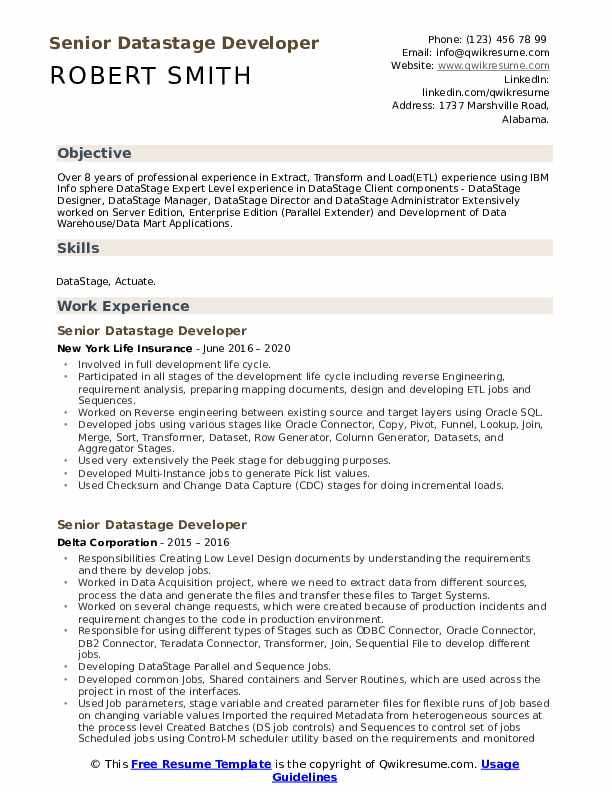 Senior Datastage Developer
ROBERT SMITH
Phone: (123) 456 78 99
Email: info@qwikresume.com
Website: www.qwikresume.com
LinkedIn:
linkedin.com/qwikresume
Address: 1737 Marshville Road,
Alabama.
Objective
Over 8 years of professional experience in Extract, Transform and Load(ETL) experience using IBM
Info sphere DataStage Expert Level experience in DataStage Client components - DataStage
Designer, DataStage Manager, DataStage Director and DataStage Administrator Extensively
worked on Server Edition, Enterprise Edition (Parallel Extender) and Development of Data
Warehouse/Data Mart Applications.
Skills
DataStage, Actuate.
Work Experience
Senior Datastage Developer
New York Life Insurance - June 2016 – 2020
• Involved in full development life cycle.
• Participated in all stages of the development life cycle including reverse Engineering,
requirement analysis, preparing mapping documents, design and developing ETL jobs and
Sequences.
• Worked on Reverse engineering between existing source and target layers using Oracle SQL.
• Developed jobs using various stages like Oracle Connector, Copy, Pivot, Funnel, Lookup, Join,
Merge, Sort, Transformer, Dataset, Row Generator, Column Generator, Datasets, and
Aggregator Stages.
• Used very extensively the Peek stage for debugging purposes.
• Developed Multi-Instance jobs to generate Pick list values.
• Used Checksum and Change Data Capture (CDC) stages for doing incremental loads.
Senior Datastage Developer
Delta Corporation - 2015 – 2016
• Responsibilities Creating Low Level Design documents by understanding the requirements
and there by develop jobs.
• Worked in Data Acquisition project, where we need to extract data from different sources,
process the data and generate the files and transfer these files to Target Systems.
• Worked on several change requests, which were created because of production incidents and
requirement changes to the code in production environment.
• Responsible for using different types of Stages such as ODBC Connector, Oracle Connector,
DB2 Connector, Teradata Connector, Transformer, Join, Sequential File to develop different
jobs.
• Developing DataStage Parallel and Sequence Jobs.
• Developed common Jobs, Shared containers and Server Routines, which are used across the
project in most of the interfaces.
• Used Job parameters, stage variable and created parameter files for flexible runs of Job based
on changing variable values Imported the required Metadata from heterogeneous sources at
the process level Created Batches (DS job controls) and Sequences to control set of jobs
Scheduled jobs using Control-M scheduler utility based on the requirements and monitored
© This Free Resume Template is the copyright of Qwikresume.com. Usage
Guidelines